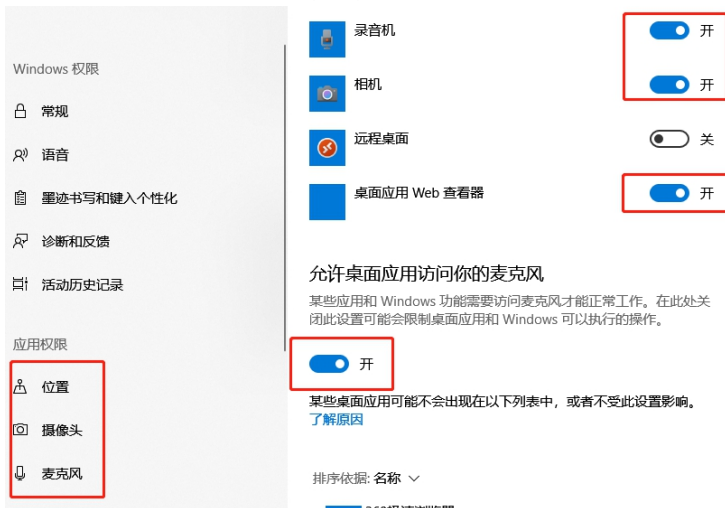 Windows 权限
常规
语音
墨迹书写和键入个性化
诊断和反馈
活动历史记录
应用权限
位置
摄像头
麦克风
录音机 开
相机 开
远程桌面 关
桌面应用 Web 查看器 开
允许桌面应用访问你的麦克风
某些应用和 Windows 功能需要访问麦克风才能正常工作。在此处关
闭此设置可能会限制桌面应用和 Windows 可以执行的操作。
开
某些桌面应用可能不会出现在以下列表中，或者不受此设置影响。
了解原因
排序依据: 名称
360极速浏览器